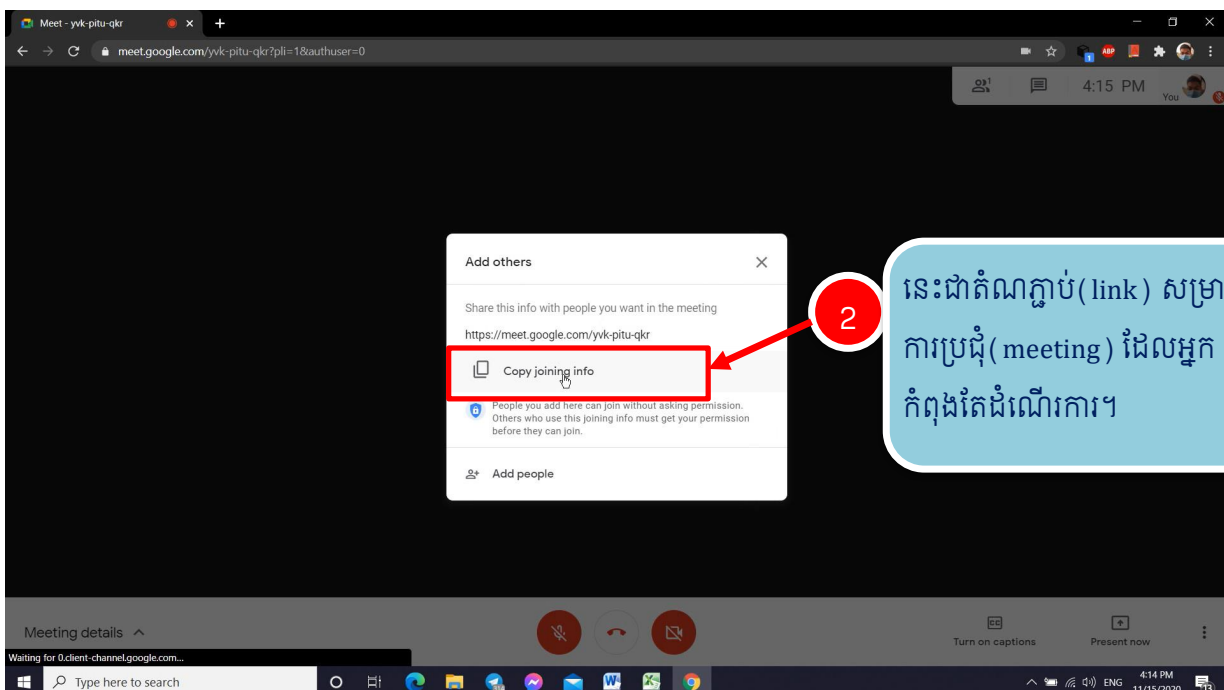 Meet - yvk-pitu-qkr
meet.google.com/yvk-pitu-qkr?pli=1&authuser=0
ABP
1
1
4:15 PM
You
Add others
Share this info with people you want in the meeting
https://meet.google.com/yvk-pitu-qkr
Copy joining info
People you add here can join without asking permission.
Others who use this joining info must get your permission
before they can join.
Add people
2
នេះជាតំណភ្ជាប់(link) សម្រា
ការប្រជុំ(meeting) ដែលអ្នក
កំពុងតែដំណើរការ។
Meeting details
CC
Turn on captions
Present now
Waiting for 0.client-channel.google.com...
Type here to search
ENG
4:14 PM
11/15/2020